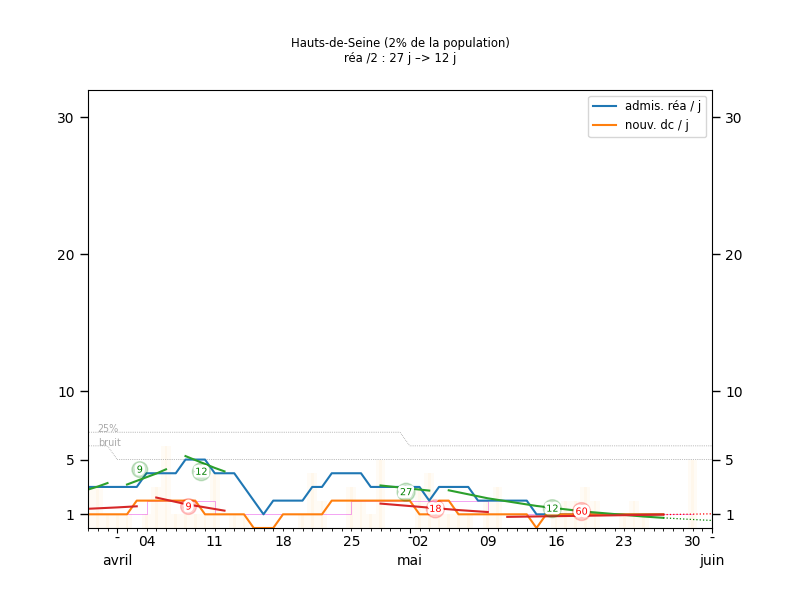 Hauts-de-Seine (2% de la population)
réa /2 : 27 j –> 12 j
admis. réa / j
nouv. dc / j
30 30
20 20
10 10
25%
bruit
5 5
9 12 9 27 18 12 60
1 1
- 04 11 18 25 - 02 09 16 23 30 -
avril mai juin